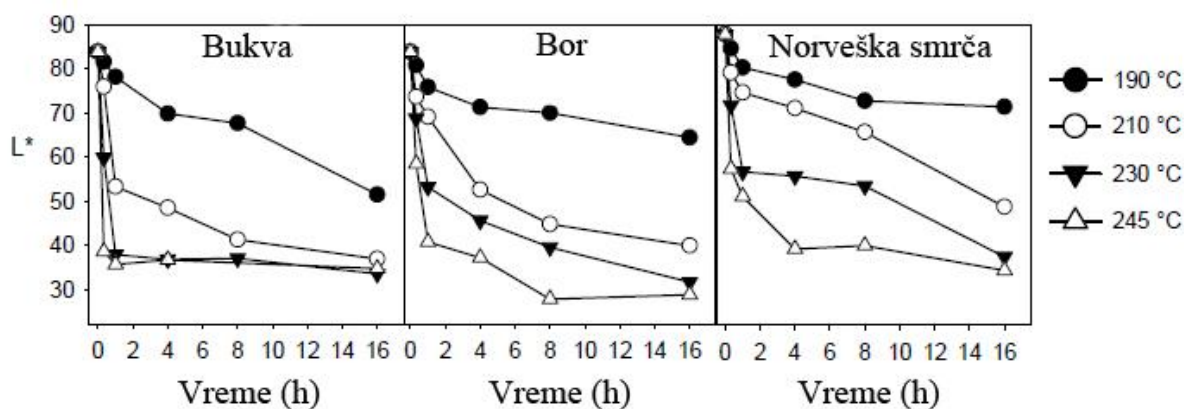 90
80
70
60
50
40
30
L*
Bukva
Bor
Norveška smrča
0 2 4 6 8 10 12 14 16
0 2 4 6 8 10 12 14 16
0 2 4 6 8 10 12 14 16
Vreme (h)
Vreme (h)
Vreme (h)
190 °C
210 °C
230 °C
245 °C